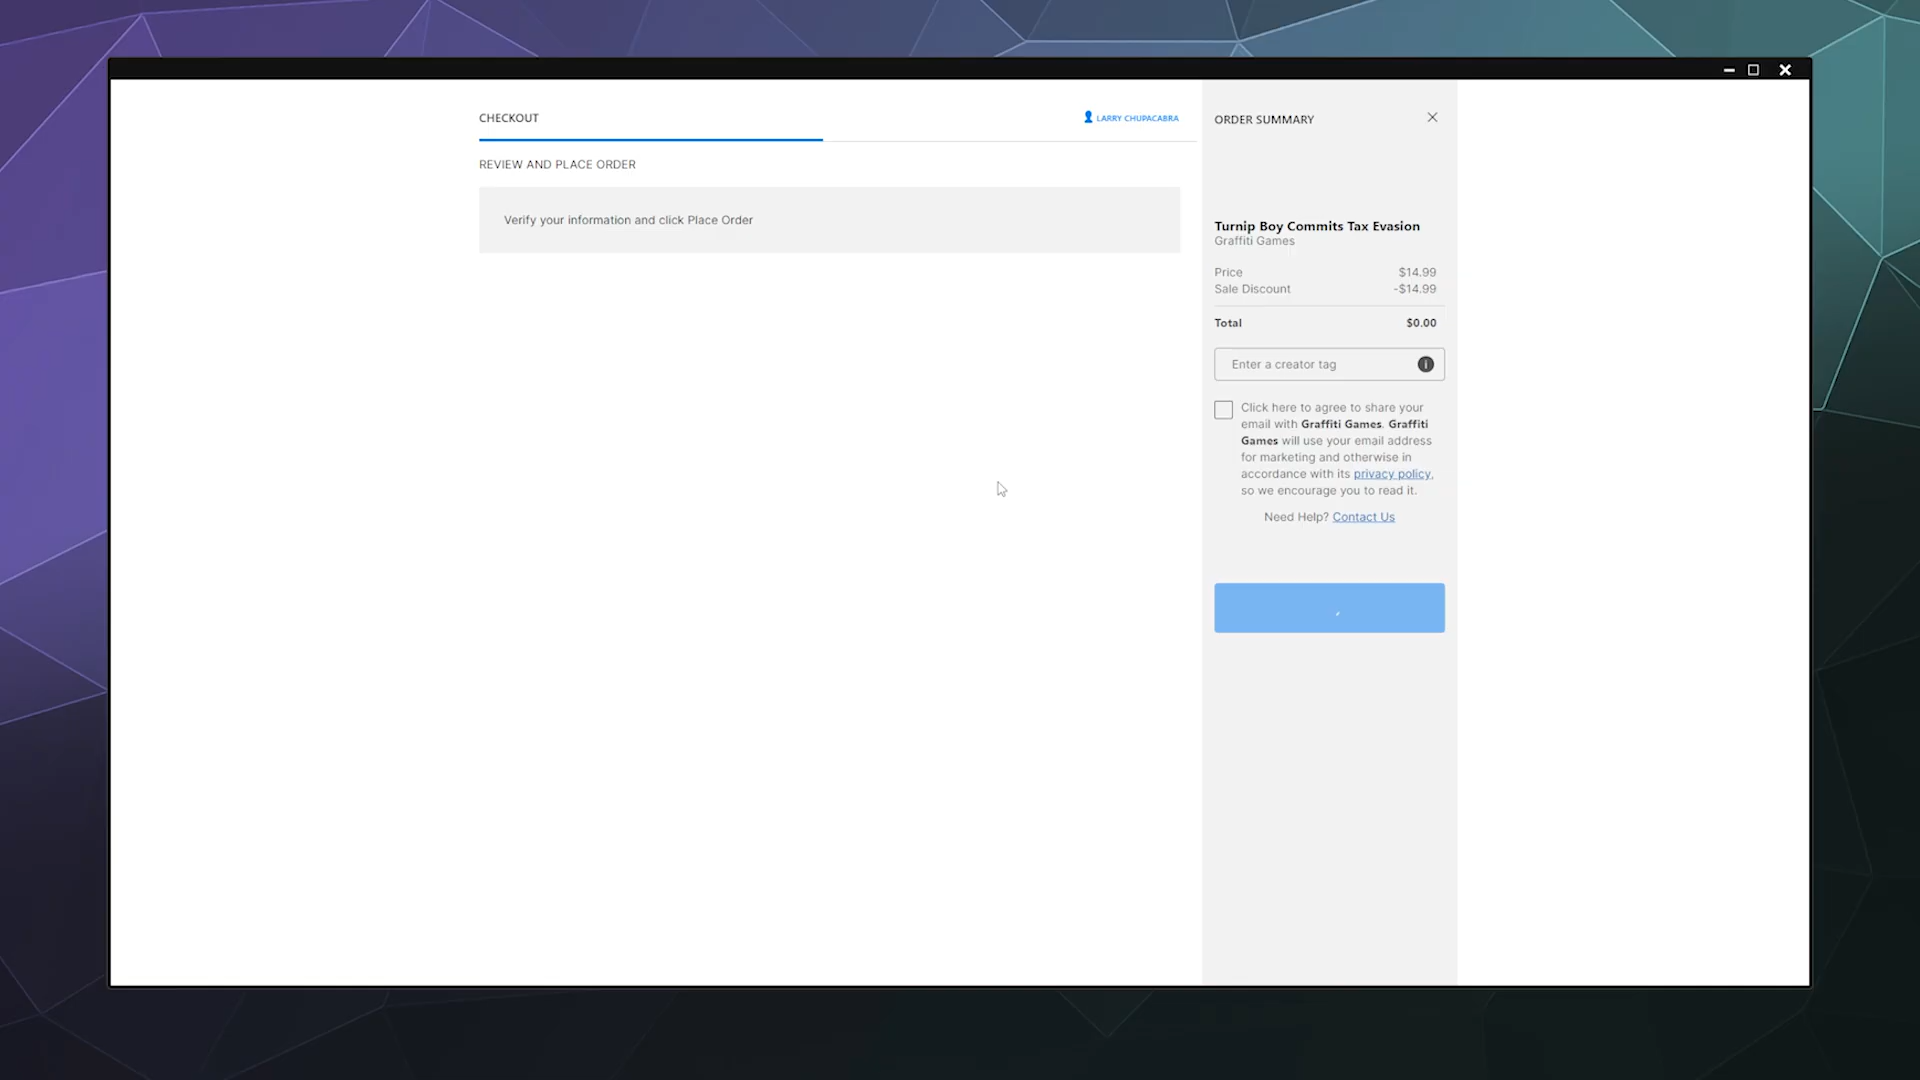 CHECKOUT
LARRY CHUPACABRA
REVIEW AND PLACE ORDER
Verify your information and click Place Order
ORDER SUMMARY
Turnip Boy Commits Tax Evasion
Graffiti Games
Price $14.99
Sale Discount -$14.99
Total $0.00
Enter a creator tag
Click here to agree to share your
email with Graffiti Games. Graffiti
Games will use your email address
for marketing and otherwise in
accordance with its privacy policy,
so we encourage you to read it.
Need Help? Contact Us